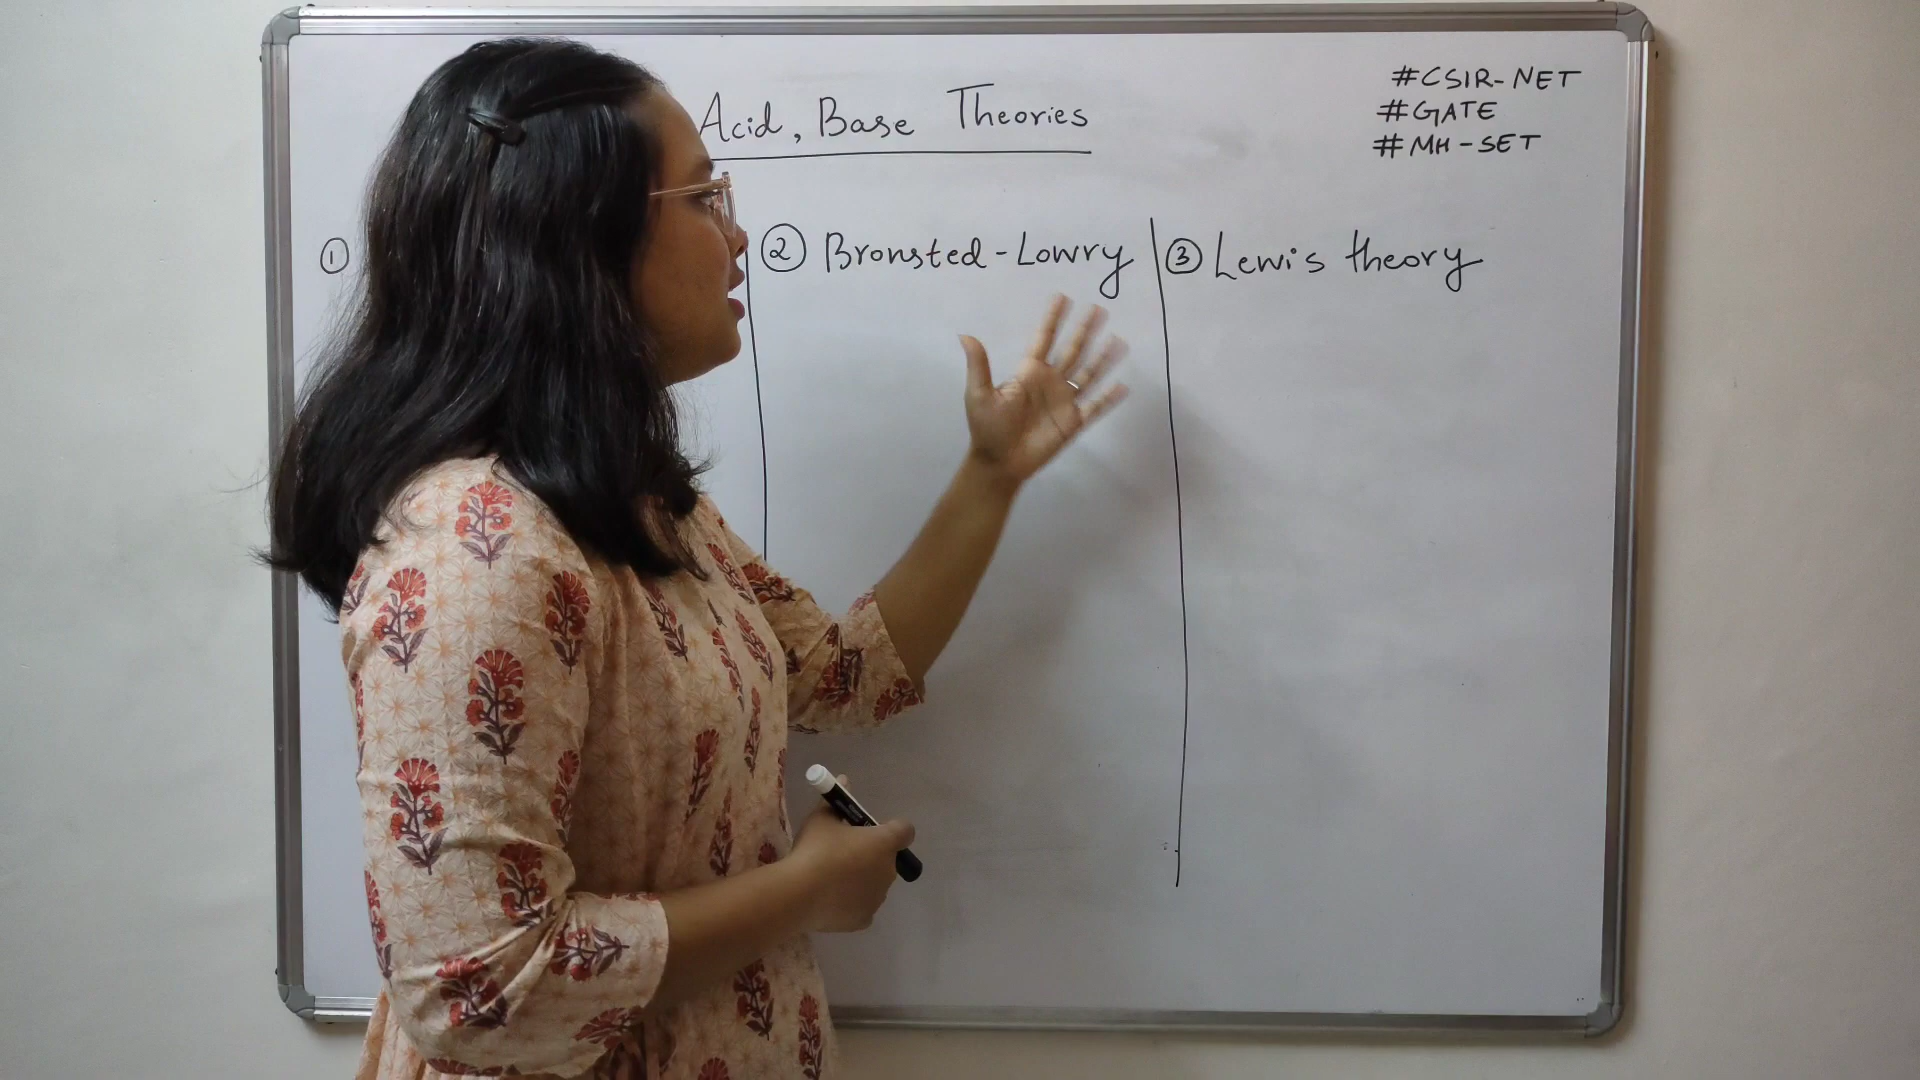 Acid, Base Theories
#CSIR-NET
#GATE
#MH-SET
①
② Bronsted-Lowry
③ Lewis theory